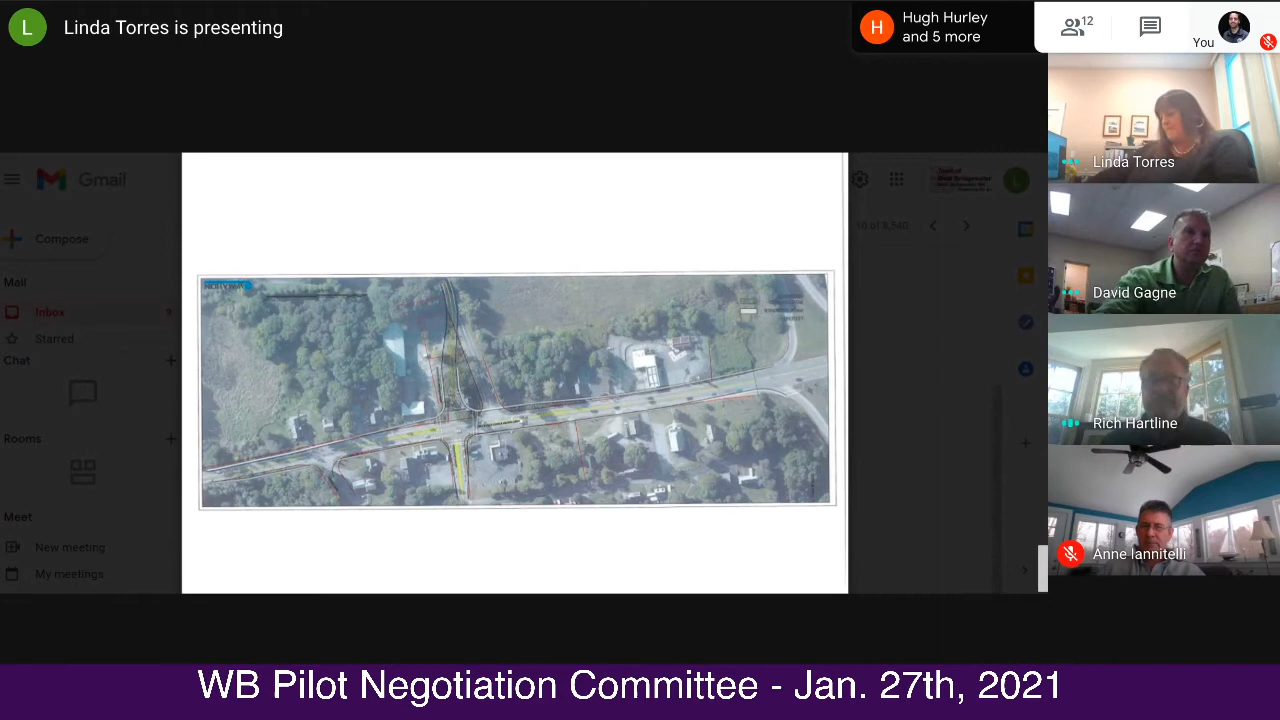 L
Linda Torres is presenting
H
Hugh Hurley
and 5 more
12
You
Linda Torres
David Gagne
Rich Hartline
Anne Iannitelli
Gmail
L
Compose
Mail
Inbox
Starred
Chat
Rooms
Meet
New meeting
My meetings
WB Pilot Negotiation Committee - Jan. 27th, 2021